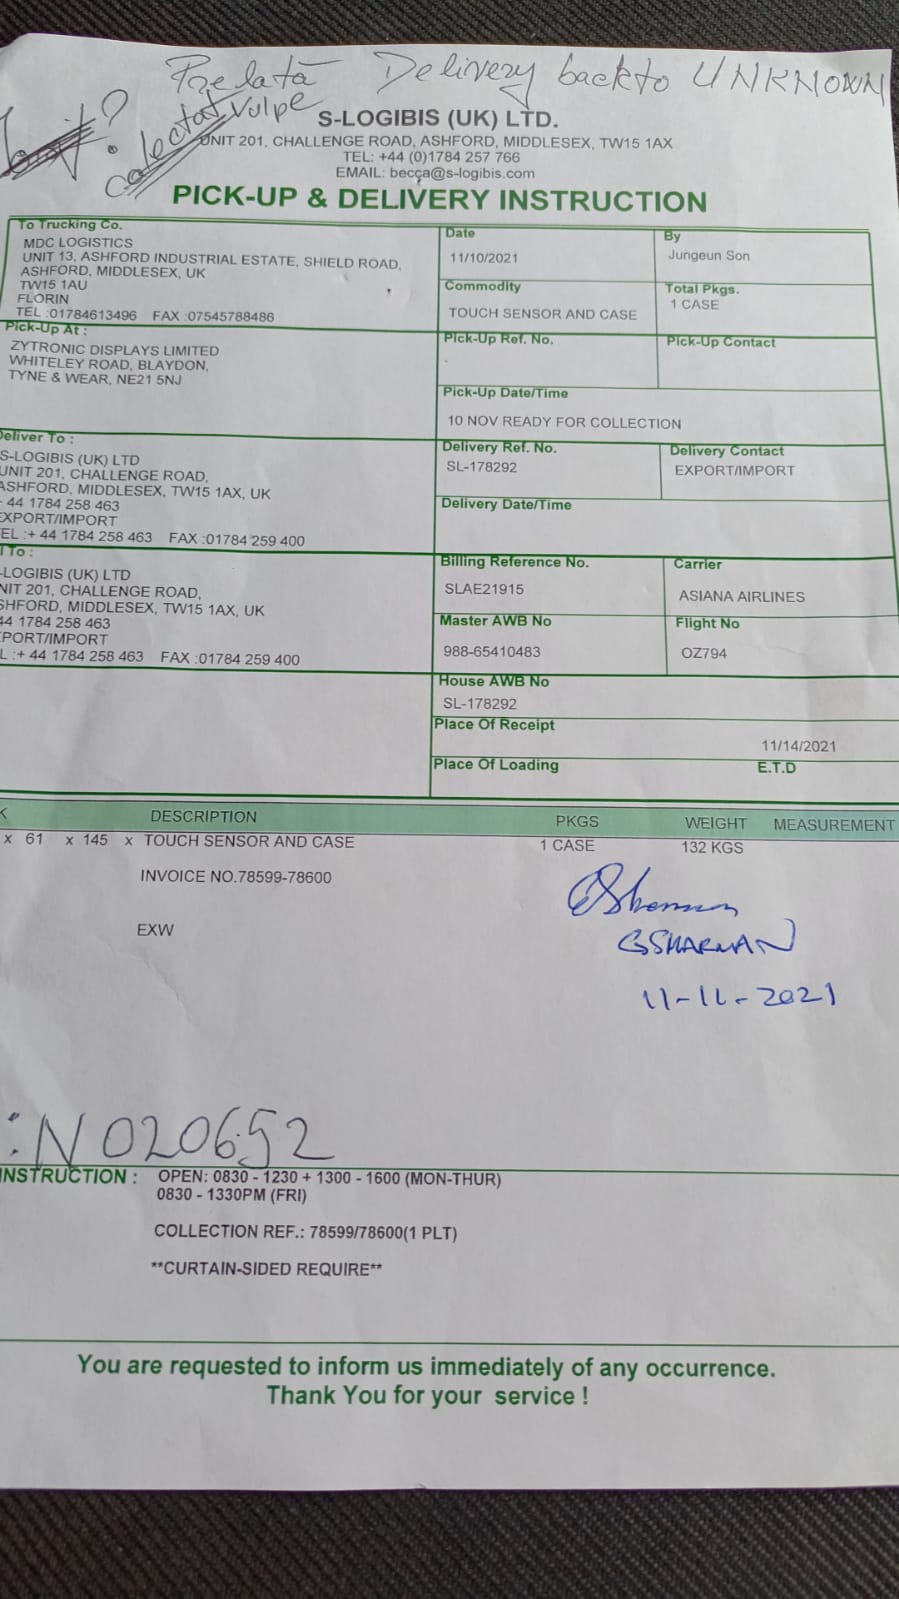 Prelată Delivery back to UNKNOWN
?
colectat Vulpe
S-LOGIBIS (UK) LTD.
UNIT 201, CHALLENGE ROAD, ASHFORD, MIDDLESEX, TW15 1AX
TEL: +44 (0)1784 257 766
EMAIL: becca@s-logibis.com
PICK-UP & DELIVERY INSTRUCTION
To Trucking Co.
MDC LOGISTICS
UNIT 13, ASHFORD INDUSTRIAL ESTATE, SHIELD ROAD,
ASHFORD, MIDDLESEX, UK
TW15 1AU
FLORIN
TEL :01784613496 FAX :07545788486
Date
11/10/2021
By
Jungeun Son
Commodity
TOUCH SENSOR AND CASE
Total Pkgs.
1 CASE
Pick-Up At :
ZYTRONIC DISPLAYS LIMITED
WHITELEY ROAD, BLAYDON,
TYNE & WEAR, NE21 5NJ
Pick-Up Ref. No.
-
Pick-Up Contact
Pick-Up Date/Time
10 NOV READY FOR COLLECTION
Deliver To :
S-LOGIBIS (UK) LTD
UNIT 201, CHALLENGE ROAD,
ASHFORD, MIDDLESEX, TW15 1AX, UK
44 1784 258 463
EXPORT/IMPORT
TEL :+ 44 1784 258 463 FAX :01784 259 400
Delivery Ref. No.
SL-178292
Delivery Contact
EXPORT/IMPORT
Delivery Date/Time
l To :
-LOGIBIS (UK) LTD
NIT 201, CHALLENGE ROAD,
SHFORD, MIDDLESEX, TW15 1AX, UK
44 1784 258 463
PORT/IMPORT
L :+ 44 1784 258 463 FAX :01784 259 400
Billing Reference No.
SLAE21915
Carrier
ASIANA AIRLINES
Master AWB No
988-65410483
Flight No
OZ794
House AWB No
SL-178292
Place Of Receipt
11/14/2021
Place Of Loading E.T.D
K DESCRIPTION PKGS WEIGHT MEASUREMENT
x 61 x 145 x TOUCH SENSOR AND CASE 1 CASE 132 KGS
INVOICE NO.78599-78600
EXW
G SHARMAN
11-11-2021
: N020652
INSTRUCTION : OPEN: 0830 - 1230 + 1300 - 1600 (MON-THUR)
0830 - 1330PM (FRI)
COLLECTION REF.: 78599/78600(1 PLT)
**CURTAIN-SIDED REQUIRE**
You are requested to inform us immediately of any occurrence.
Thank You for your service !